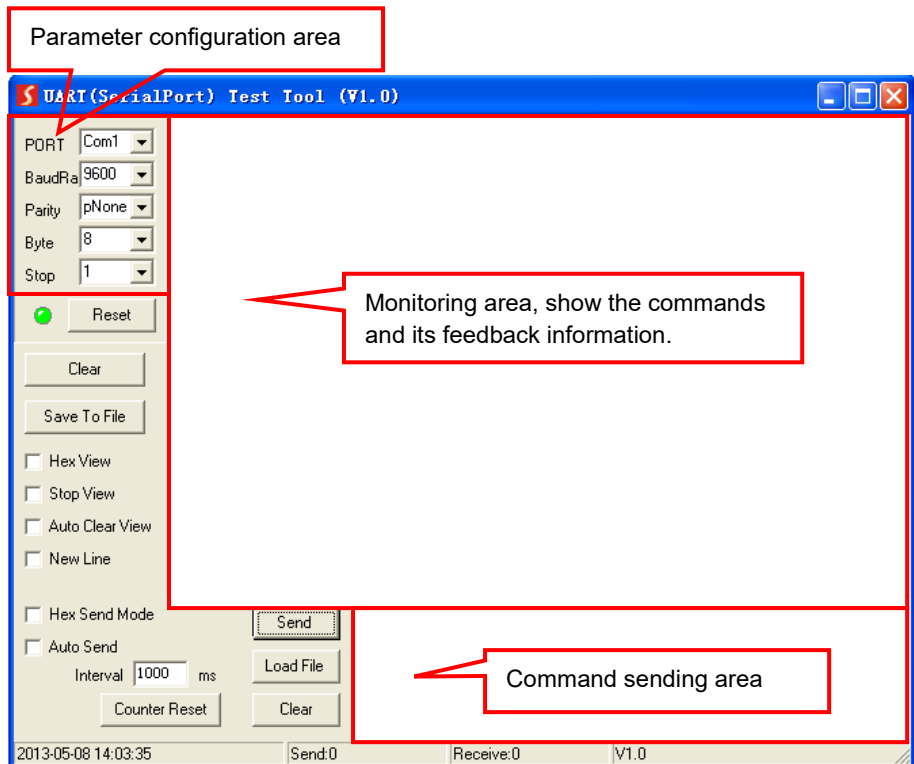 Parameter configuration area
UART(SerialPort) Test Tool (V1.0)
PORT Com1
BaudRa 9600
Parity pNone
Byte 8
Stop 1
Reset
Monitoring area, show the commands
and its feedback information.
Clear
Save To File
Hex View
Stop View
Auto Clear View
New Line
Hex Send Mode
Send
Auto Send
Interval 1000 ms
Load File
Command sending area
Counter Reset
Clear
2013-05-08 14:03:35 Send:0 Receive:0 V1.0